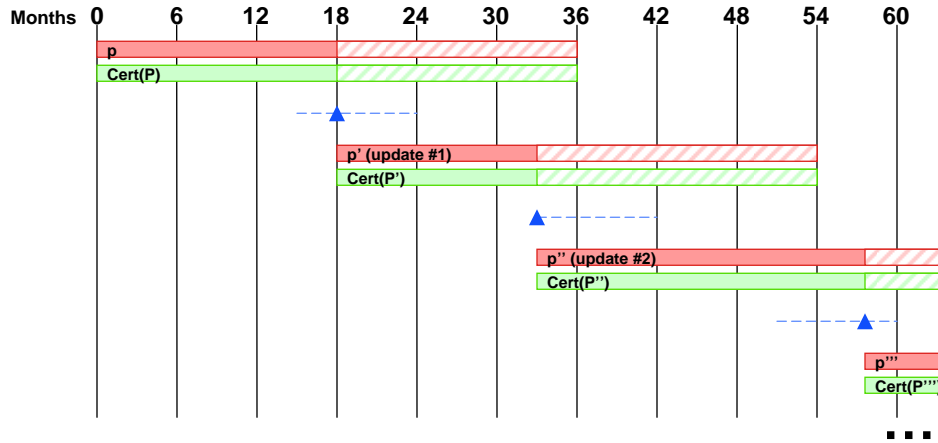 Months 0 6 12 18 24 30 36 42 48 54 60
p
Cert(P)
p’ (update #1)
Cert(P’)
p’’ (update #2)
Cert(P’’)
p’’’
Cert(P’’’)
...